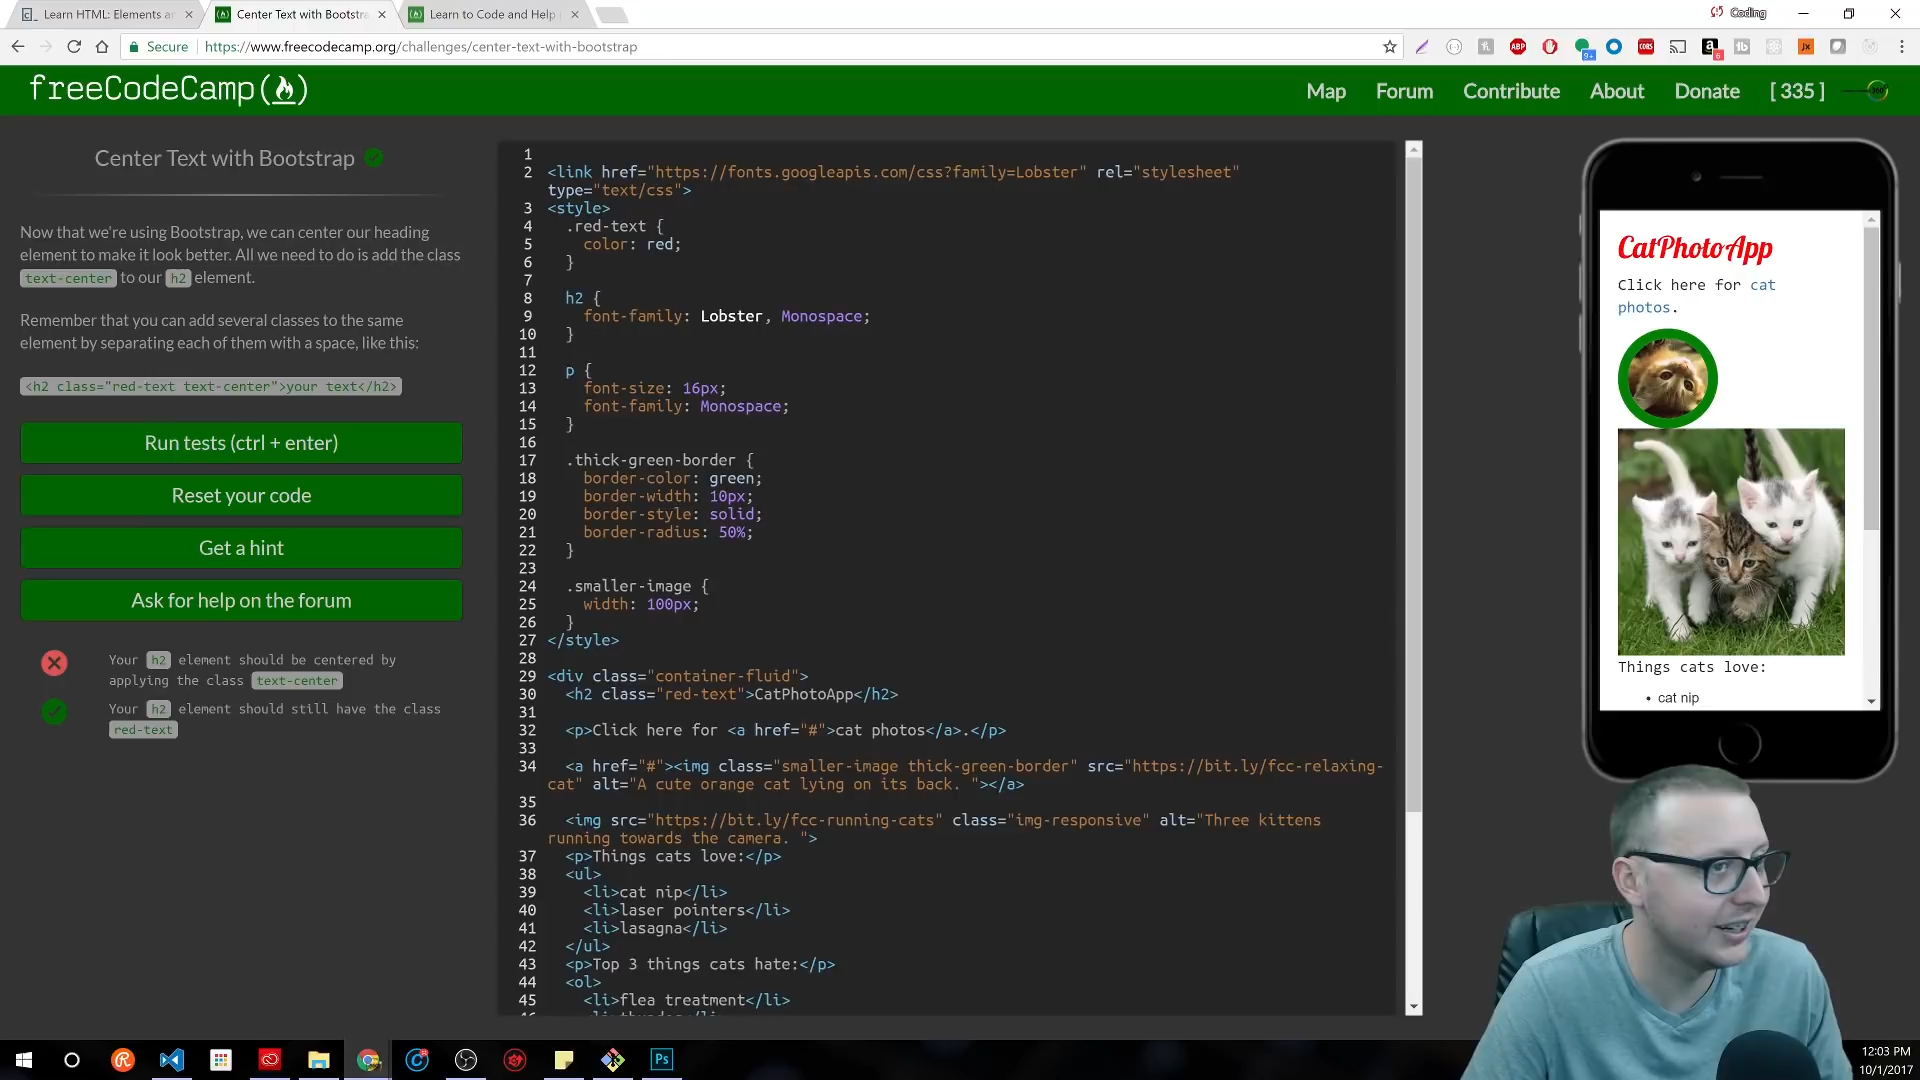 Learn HTML: Elements a
Center Text with Bootstra
Learn to Code and Help
Coding
Secure
https://www.freecodecamp.org/challenges/center-text-with-bootstrap
ABP
9+
CORS
a
6
tb
JK
freeCodeCamp(
)
Map
Forum
Contribute
About
Donate
[ 335 ]
360
Center Text with Bootstrap
Now that we're using Bootstrap, we can center our heading
element to make it look better. All we need to do is add the class
text-center to our h2 element.
Remember that you can add several classes to the same
element by separating each of them with a space, like this:
<h2 class="red-text text-center">your text</h2>
Run tests (ctrl + enter)
Reset your code
Get a hint
Ask for help on the forum
Your h2 element should be centered by
applying the class text-center
Your h2 element should still have the class
red-text
1
2 <link href="https://fonts.googleapis.com/css?family=Lobster" rel="stylesheet"
type="text/css">
3 <style>
4 .red-text {
5 color: red;
6 }
7
8 h2 {
9 font-family: Lobster, Monospace;
10 }
11
12 p {
13 font-size: 16px;
14 font-family: Monospace;
15 }
16
17 .thick-green-border {
18 border-color: green;
19 border-width: 10px;
20 border-style: solid;
21 border-radius: 50%;
22 }
23
24 .smaller-image {
25 width: 100px;
26 }
27 </style>
28
29 <div class="container-fluid">
30 <h2 class="red-text">CatPhotoApp</h2>
31
32 <p>Click here for <a href="#">cat photos</a>.</p>
33
34 <a href="#"><img class="smaller-image thick-green-border" src="https://bit.ly/fcc-relaxing-
cat" alt="A cute orange cat lying on its back. "></a>
35
36 <img src="https://bit.ly/fcc-running-cats" class="img-responsive" alt="Three kittens
running towards the camera. ">
37 <p>Things cats love:</p>
38 <ul>
39 <li>cat nip</li>
40 <li>laser pointers</li>
41 <li>lasagna</li>
42 </ul>
43 <p>Top 3 things cats hate:</p>
44 <ol>
45 <li>flea treatment</li>
CatPhotoApp
Click here for cat
photos.
Things cats love:
• cat nip
Ps
12:03 PM
10/1/2017